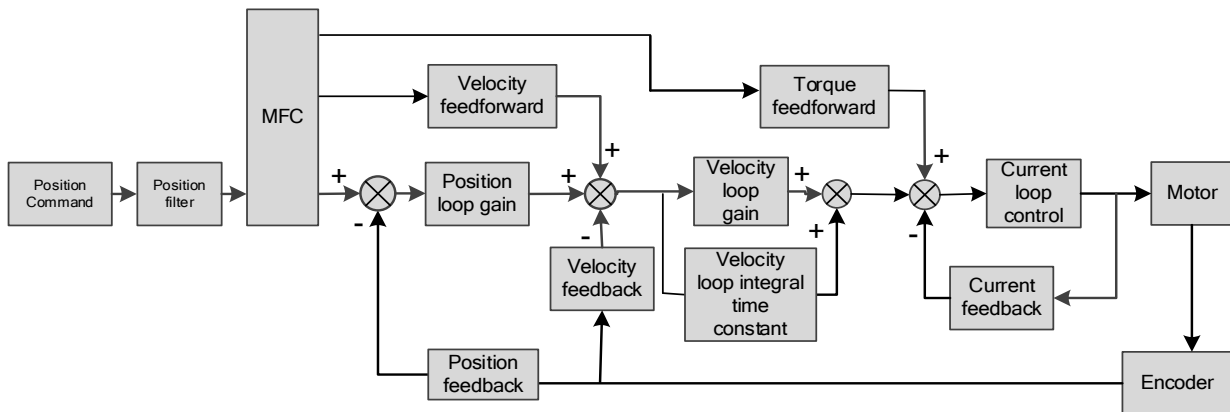 Position
Command
Position
filter
MFC
Velocity
feedforward
Torque
feedforward
+
-
Position
loop gain
+
+
-
Velocity
feedback
Velocity
loop
gain
Velocity
loop integral
time
constant
+
+
+
-
Current
loop
control
Current
feedback
Motor
Position
feedback
Encoder